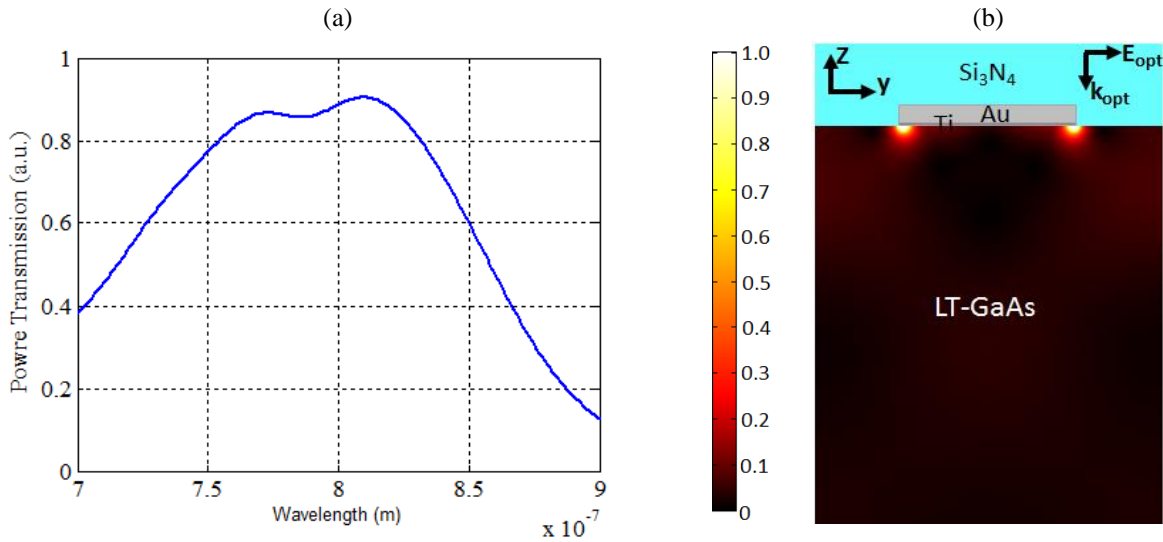 (a)
(b)
1
0.8
0.6
0.4
0.2
0
Powre Transmission (a.u.)
7
7.5
8
8.5
9
Wavelength (m)
x 10⁻⁷
1.0
0.9
0.8
0.7
0.6
0.5
0.4
0.3
0.2
0.1
0
Z
y
Si₃N₄
E_opt
k_opt
Au
Ti
LT-GaAs